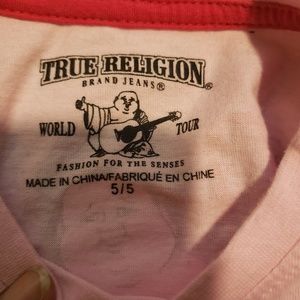 TRUE RELIGION
BRAND JEANS®
WORLD TOUR
FASHION FOR THE SENSES
MADE IN CHINA/FABRIQUÉ EN CHINE
5/5